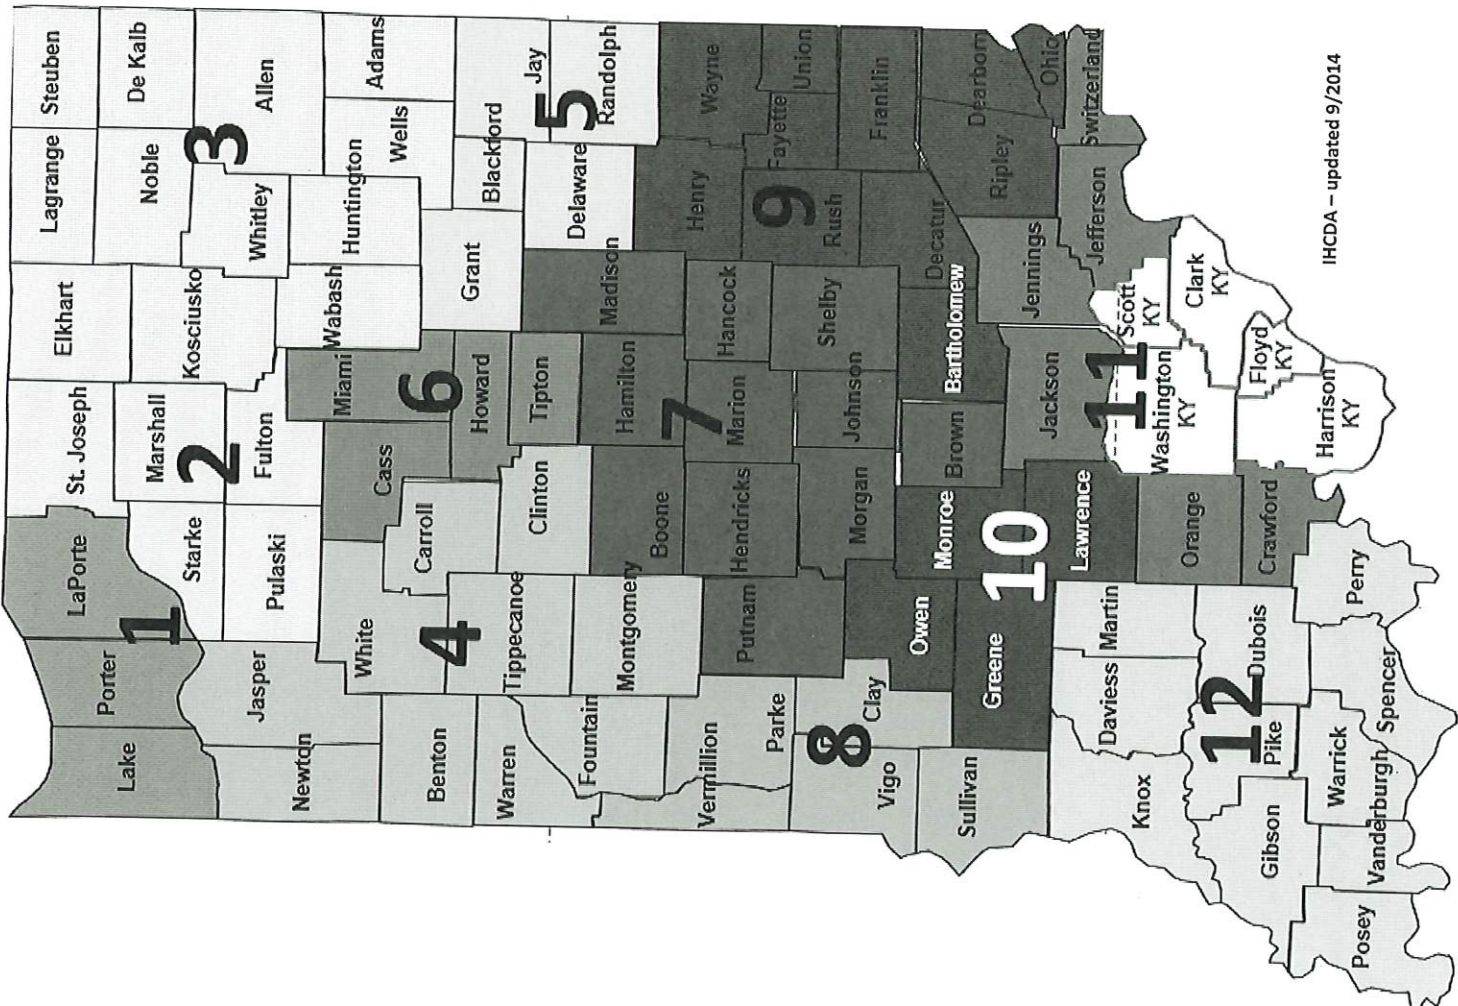 St. Joseph
Elkhart
Lagrange
Steuben
LaPorte
Porter
Lake
1
Marshall
2
Noble
De Kalb
Starke
Kosciusko
3
Whitley
Allen
Jasper
Newton
Pulaski
Fulton
Wabash
Huntington
Miami
Wells
Adams
White
Cass
6
Benton
Carroll
Howard
Grant
Blackford
Jay
4
Tippecanoe
Warren
Clinton
Tipton
5
Delaware
Randolph
Fountain
Montgomery
Boone
Hamilton
Madison
7
Henry
Wayne
Vermillion
Parke
Putnam
Hendricks
Marion
Hancock
Fayette
Union
9
8
Clay
Vigo
Morgan
Johnson
Shelby
Rush
Franklin
Owen
Monroe
Brown
Bartholomew
Decatur
Dearborn
Sullivan
Greene
10
Ripley
Ohio
Lawrence
Jackson
Jennings
Switzerland
Jefferson
11
Martin
Daviess
Knox
Washington
KY
Scott
KY
Orange
Clark
KY
12
Dubois
Pike
Gibson
Crawford
Floyd
KY
Harrison
KY
Perry
Spencer
Warrick
Vanderburgh
Posey
IHCDA – updated 9/2014